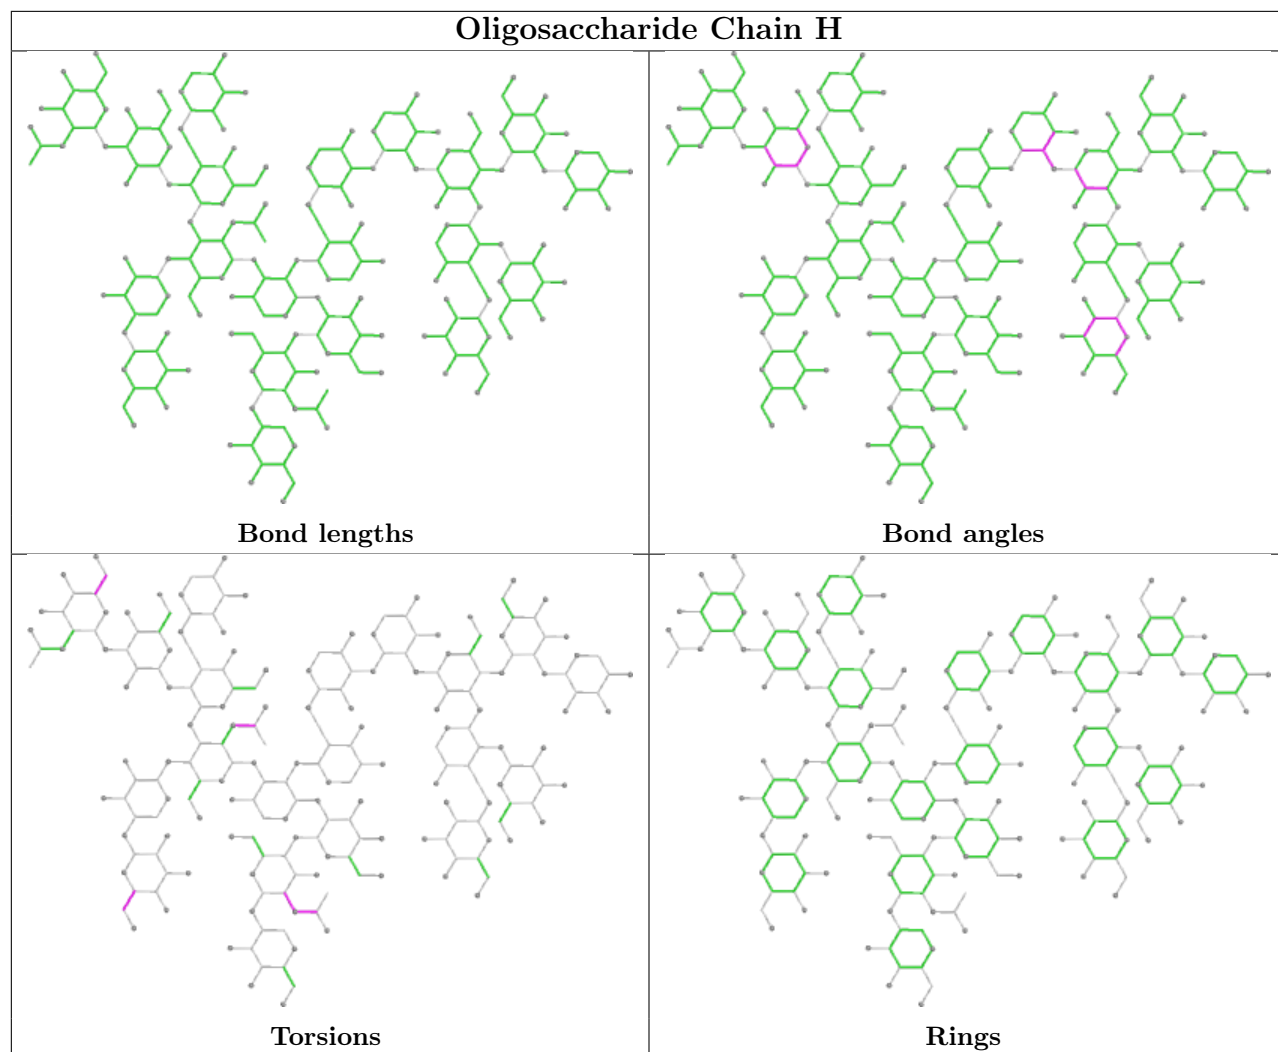 Oligosaccharide Chain H
Bond lengths
Bond angles
Torsions
Rings